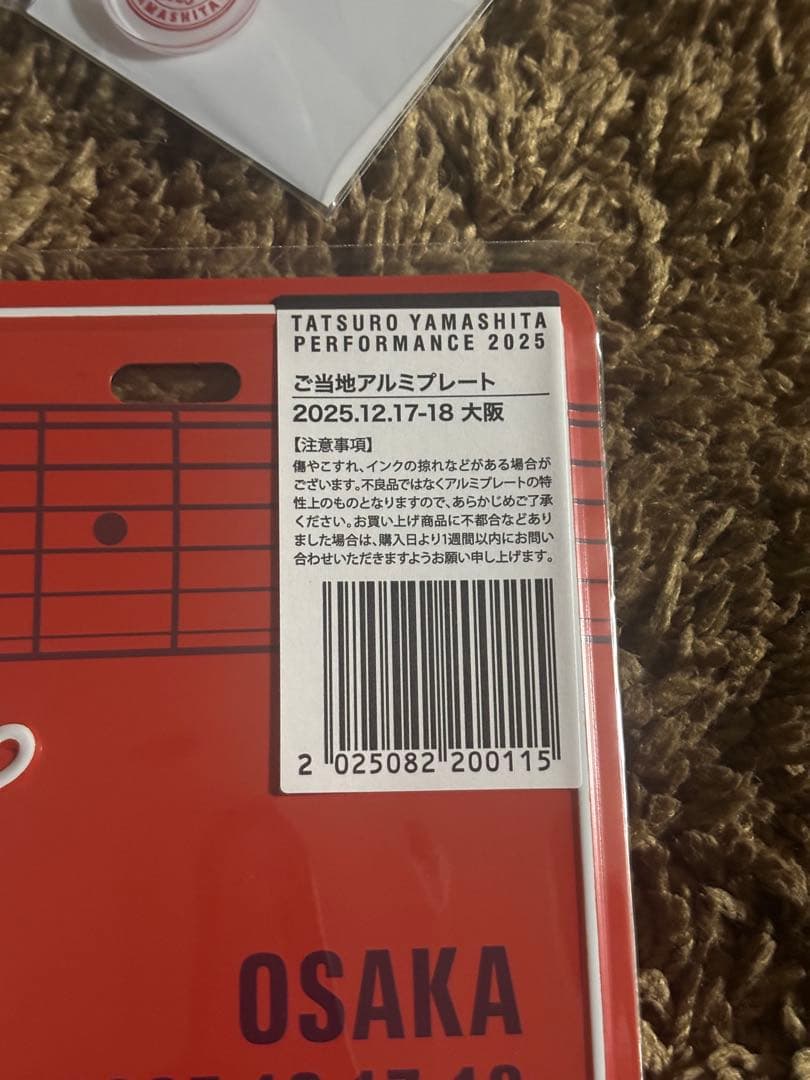 YAMASHITA
TATSURO YAMASHITA
PERFORMANCE 2025
ご当地アルミプレート
2025.12.17-18 大阪
【注意事項】
傷やこすれ、インクの掠れなどがある場合が
ございます。不良品ではなくアルミプレートの特
性上のものとなりますので、あらかじめご了承
ください。お買い上げ商品に不都合などあり
ました場合は、購入日より1週間以内にお問い
合わせいただきますようお願い申し上げます。
2 025082 200115
OSAKA